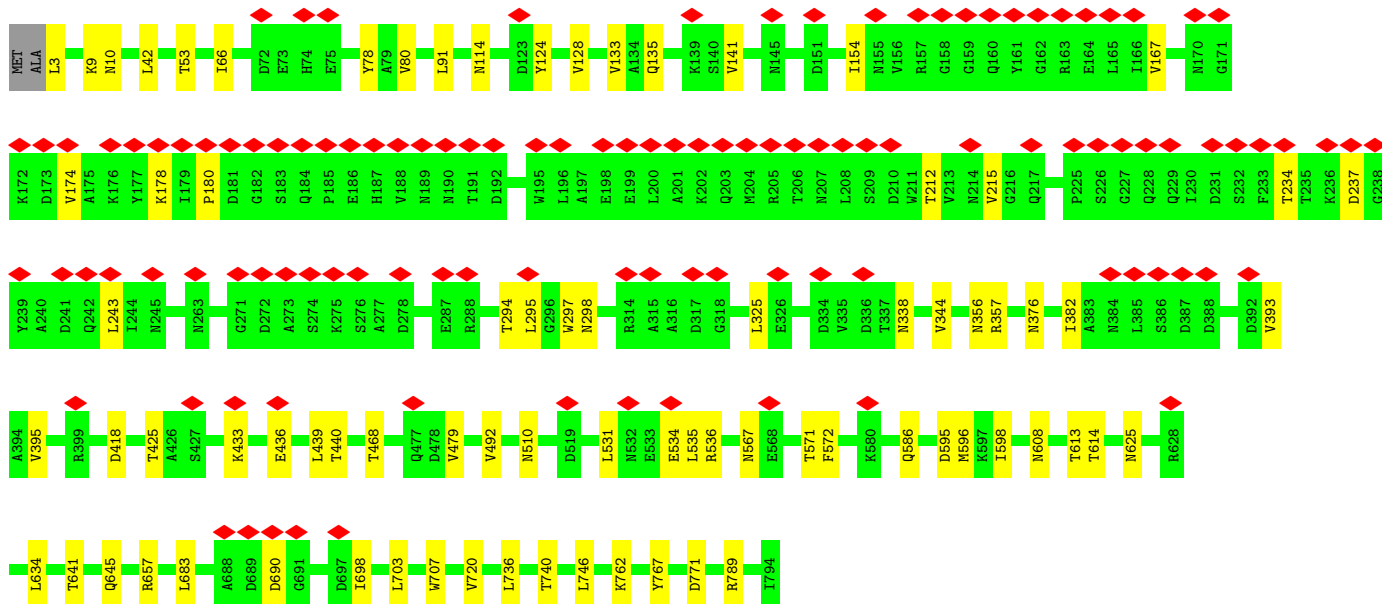 MET ALA L3 K9 N10 L42 T53 I66 D72 E73 H74 E75 Y78 A79 V80 L91 N114 D123 Y124 V128 V133 A134 Q135 K139 S140 V141 N145 D151 I154 N155 V156 R157 G158 G159 Q160 Y161 G162 R163 E164 L165 I166 V167 N170 G171
K172 D173 V174 A175 K176 Y177 K178 I179 P180 D181 G182 S183 Q184 P185 E186 H187 V188 N189 N190 T191 D192 W195 L196 A197 E198 E199 L200 A201 K202 Q203 M204 R205 T206 N207 L208 S209 D210 W211 T212 V213 N214 V215 G216 Q217 P225 S226 G227 Q228 Q229 I230 D231 S232 F233 T234 T235 K236 D237 G238
Y239 A240 D241 Q242 L243 I244 N245 N263 G271 D272 A273 S274 K275 S276 A277 D278 E287 R288 T294 L295 G296 W297 N298 R314 A315 A316 D317 G318 L325 E326 D334 V335 D336 T337 N338 V344 N356 R357 N376 I382 A383 N384 L385 S386 D387 D388 D392 V393
A394 V395 R399 D418 T425 A426 S427 K433 E436 L439 T440 T468 Q477 D478 V479 V492 N510 D519 L531 N532 E533 E534 L535 R536 N567 E568 T571 F572 K580 Q586 D595 M596 K597 I598 N608 T613 T614 N625 R628
L634 T641 Q645 R657 L683 A688 D689 D690 G691 D697 I698 L703 W707 V720 L736 T740 L746 K762 Y767 D771 R789 I794